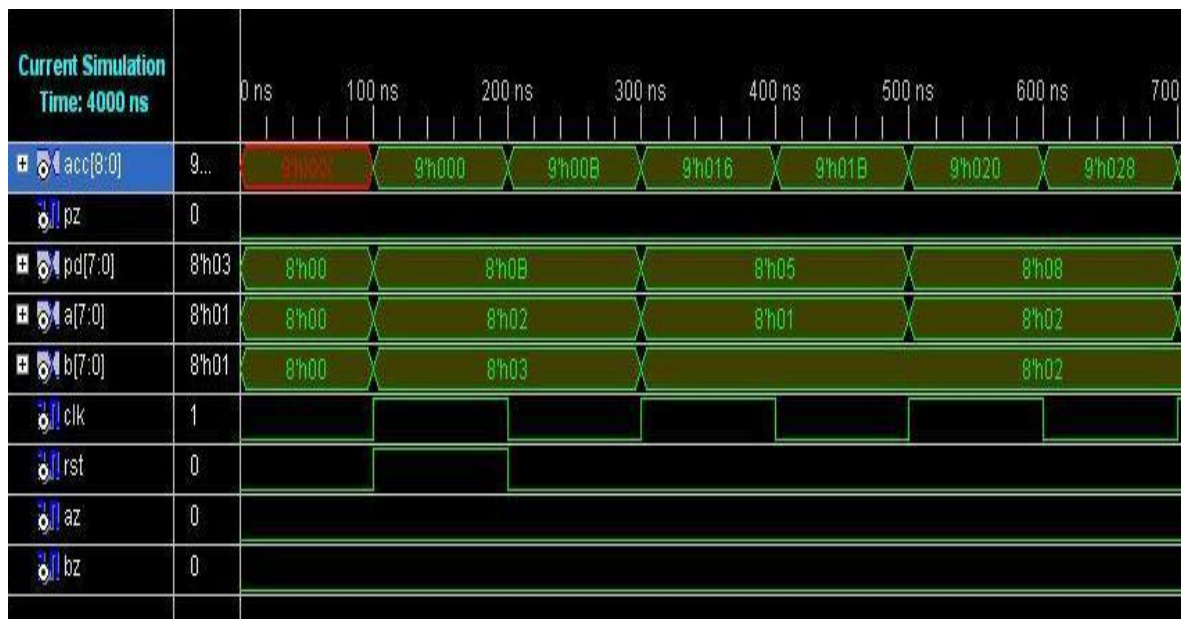 Current Simulation
Time: 4000 ns
0 ns 100 ns 200 ns 300 ns 400 ns 500 ns 600 ns 700
acc[8:0] 9... 9'hXXX 9'h000 9'h00B 9'h016 9'h01B 9'h020 9'h028
pz 0
pd[7:0] 8'h03 8'h00 8'h0B 8'h05 8'h08
a[7:0] 8'h01 8'h00 8'h02 8'h01 8'h02
b[7:0] 8'h01 8'h00 8'h03 8'h02
clk 1
rst 0
az 0
bz 0